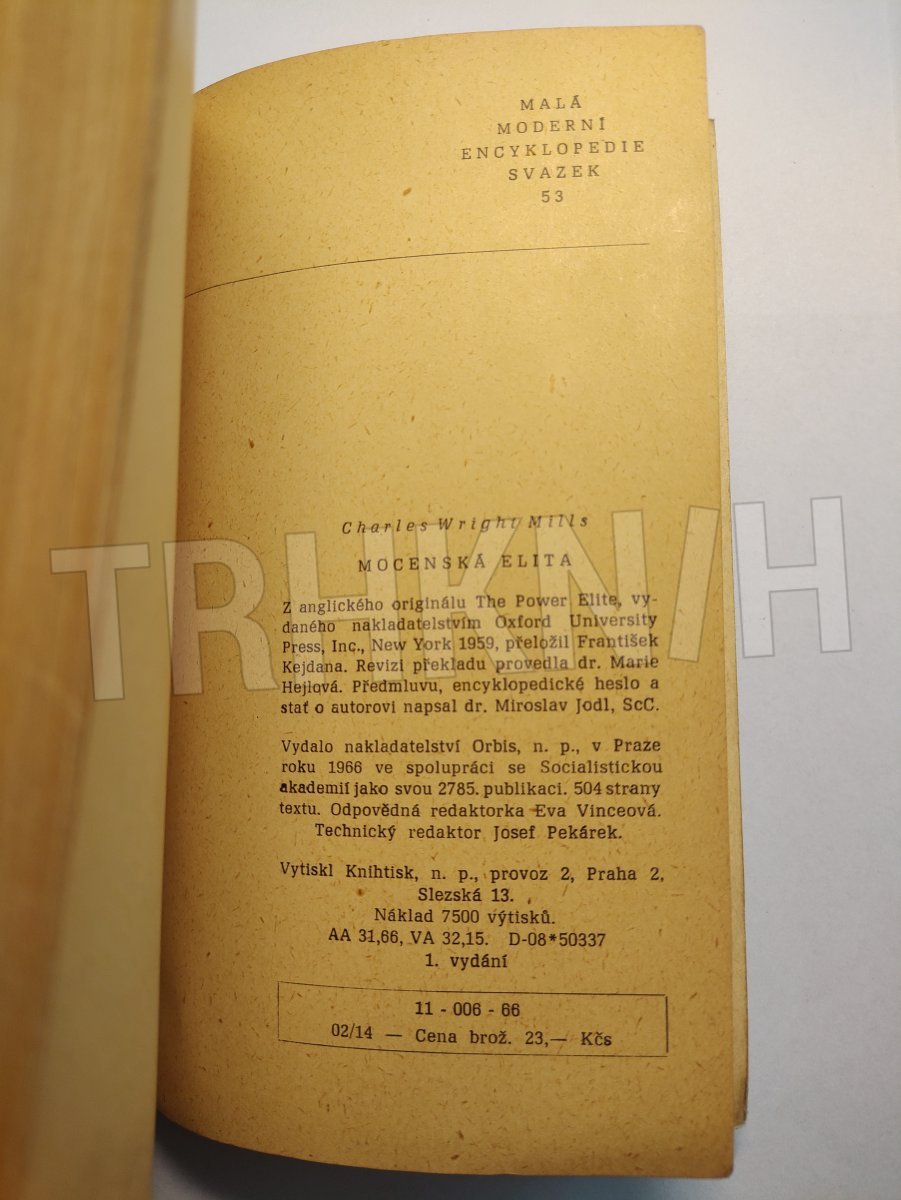 MALÁ
MODERNÍ
ENCYKLOPEDIE
SVAZEK
53
Charles Wright Mills
MOCENSKÁ ELITA
Z anglického originálu The Power Elite, vy-
daného nakladatelstvím Oxford University
Press, Inc., New York 1959, přeložil František
Kejdana. Revizi překladu provedla dr. Marie
Hejlová. Předmluvu, encyklopedické heslo a
stať o autorovi napsal dr. Miroslav Jodl, ScC.
Vydalo nakladatelství Orbis, n. p., v Praze
roku 1966 ve spolupráci se Socialistickou
akademií jako svou 2785. publikaci. 504 strany
textu. Odpovědná redaktorka Eva Vinceová.
Technický redaktor Josef Pekárek.
Vytiskl Knihtisk, n. p., provoz 2, Praha 2,
Slezská 13.
Náklad 7500 výtisků.
AA 31,66, VA 32,15. D-08*50337
1. vydání
11 - 006 - 66
02/14 — Cena brož. 23,— Kčs
TRHKNIH